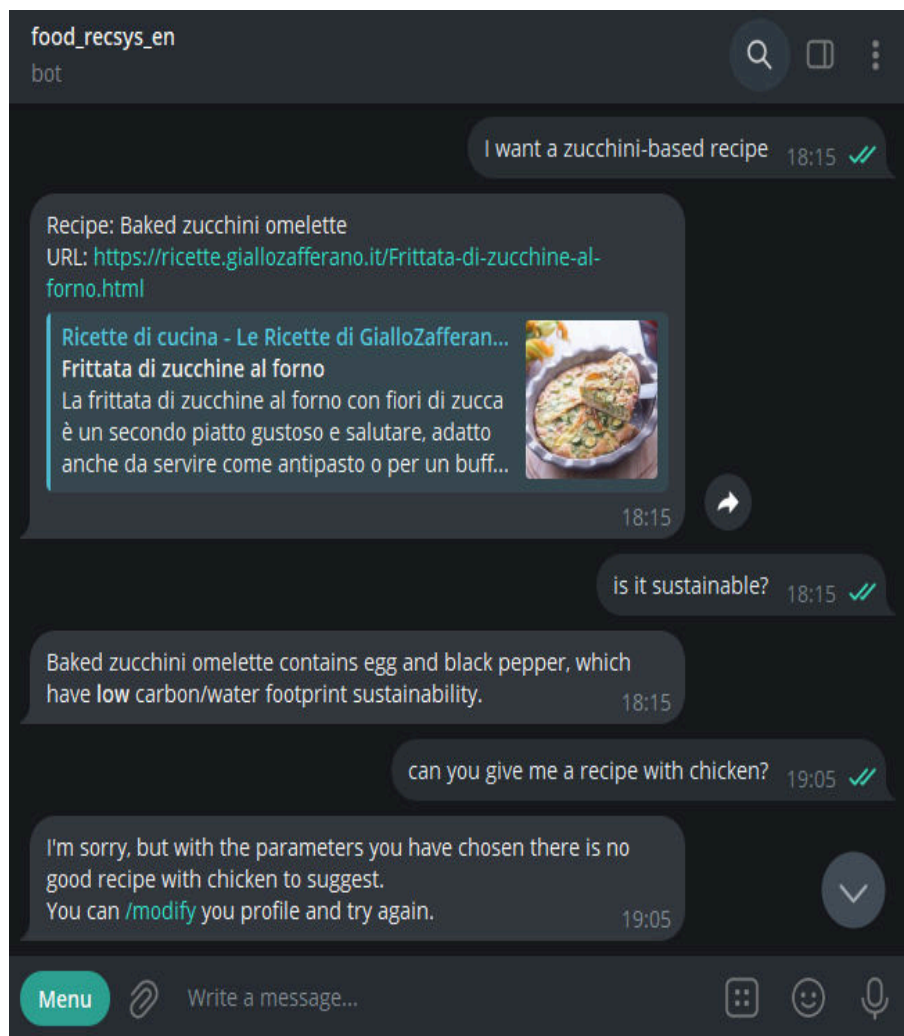 food_recsys_en
bot
I want a zucchini-based recipe 18:15
Recipe: Baked zucchini omelette
URL: https://ricette.giallozafferano.it/Frittata-di-zucchine-al-
forno.html
Ricette di cucina - Le Ricette di GialloZafferan...
Frittata di zucchine al forno
La frittata di zucchine al forno con fiori di zucca
è un secondo piatto gustoso e salutare, adatto
anche da servire come antipasto o per un buff...
18:15
is it sustainable? 18:15
Baked zucchini omelette contains egg and black pepper, which
have low carbon/water footprint sustainability.
18:15
can you give me a recipe with chicken? 19:05
I'm sorry, but with the parameters you have chosen there is no
good recipe with chicken to suggest.
You can /modify you profile and try again.
19:05
Menu
Write a message...